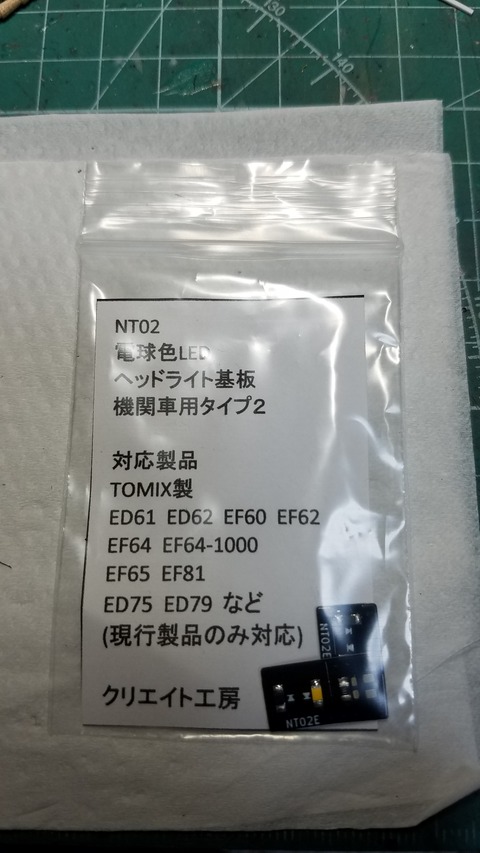 130
140
NT02
電球色LED
ヘッドライト基板
機関車用タイプ2
対応製品
TOMIX製
ED61 ED62 EF60 EF62
EF64 EF64-1000
EF65 EF81
ED75 ED79 など
(現行製品のみ対応)
クリエイト工房
NT02E
NT02E